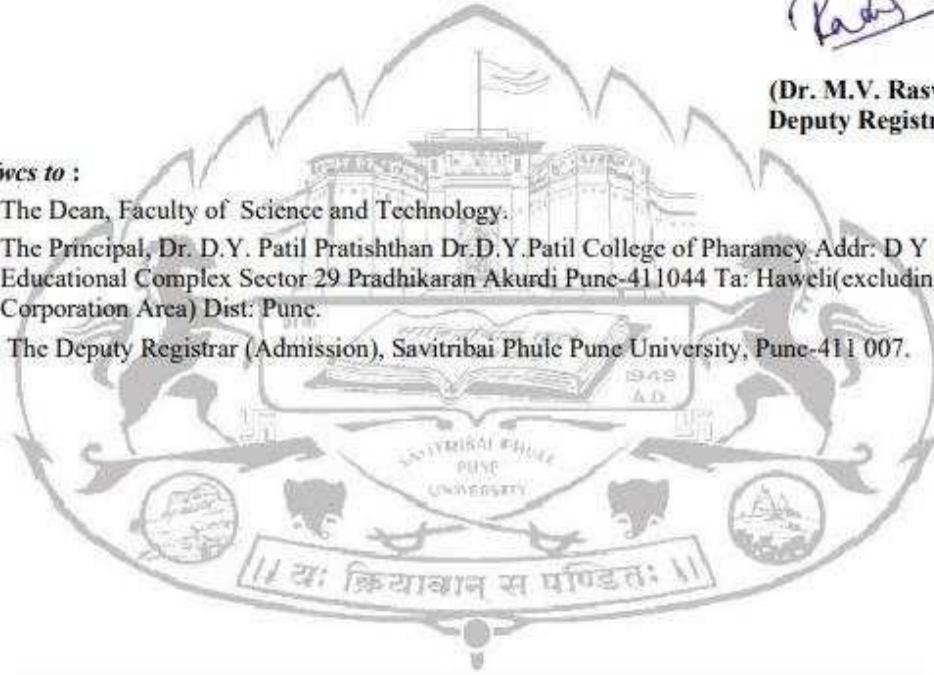 (Dr. M.V. Rasv
Deputy Registr
wcs to :
The Dean, Faculty of Science and Technology.
The Principal, Dr. D.Y. Patil Pratishthan Dr.D.Y.Patil College of Pharamcy Addr: D Y
Educational Complex Sector 29 Pradhikaran Akurdi Pune-411044 Ta: Haweli(excludin
Corporation Area) Dist: Pune.
The Deputy Registrar (Admission), Savitribai Phule Pune University, Pune-411 007.
1949
A.D.
SAVITRIBAI PHULE
PUNE
UNIVERSITY
॥ यः क्रियावान स पण्डितः ॥